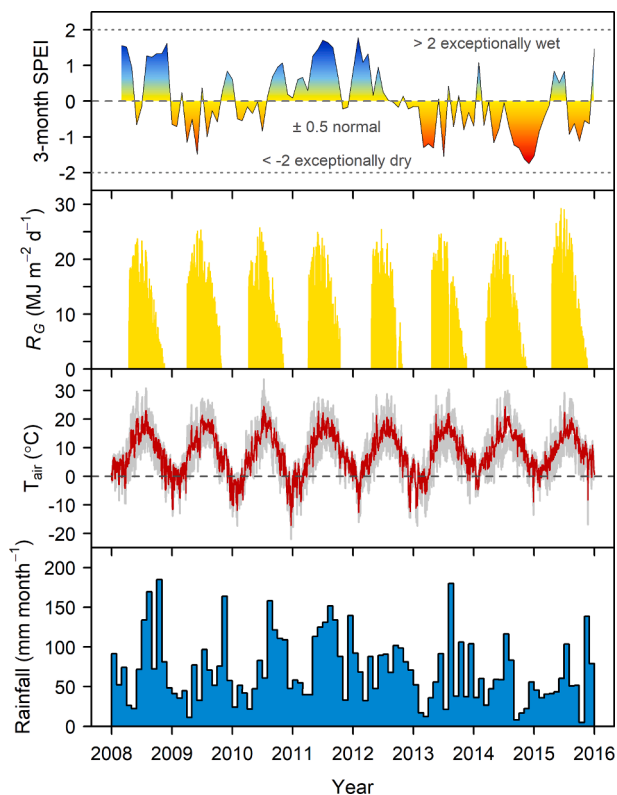 3-month SPEI
2
1
0
-1
-2
> 2 exceptionally wet
± 0.5 normal
< -2 exceptionally dry
R_G (MJ m⁻² d⁻¹)
30
20
10
0
T_air (°C)
30
20
10
0
-10
-20
Rainfall (mm month⁻¹)
200
150
100
50
0
2008 2009 2010 2011 2012 2013 2014 2015 2016
Year